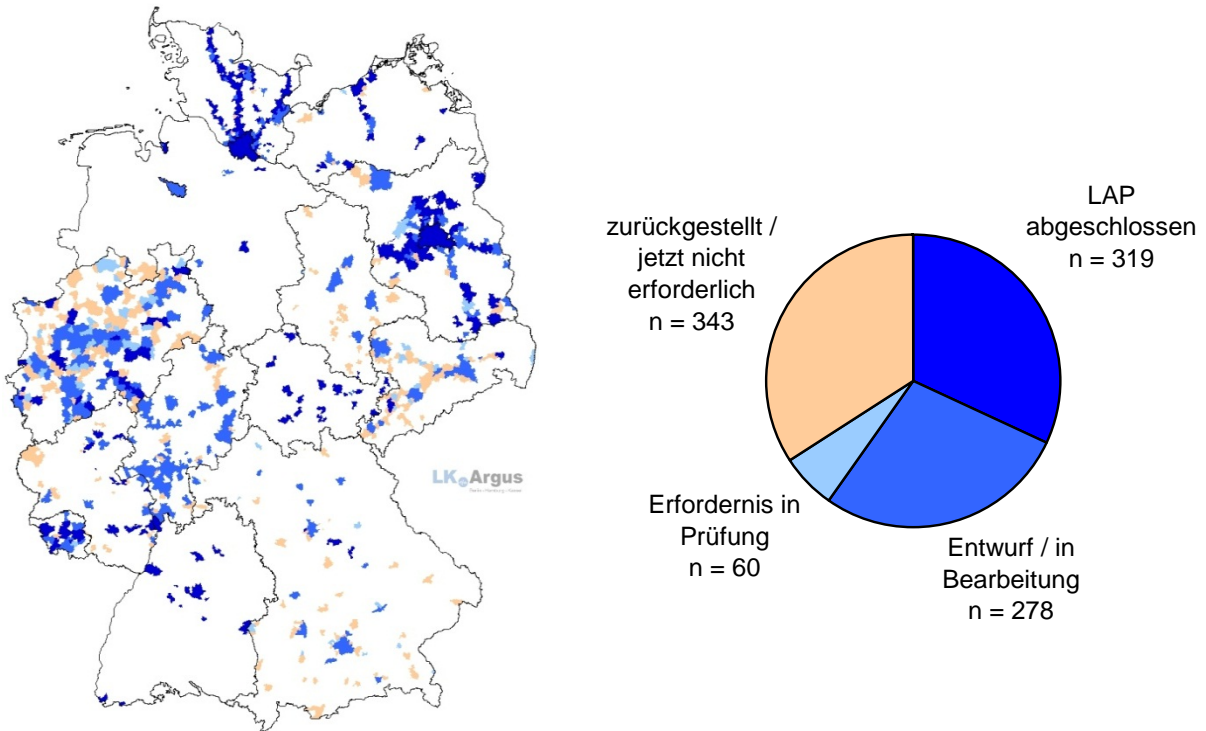 LK Argus
zurückgestellt /
jetzt nicht
erforderlich
n = 343
LAP
abgeschlossen
n = 319
Erfordernis in
Prüfung
n = 60
Entwurf / in
Bearbeitung
n = 278